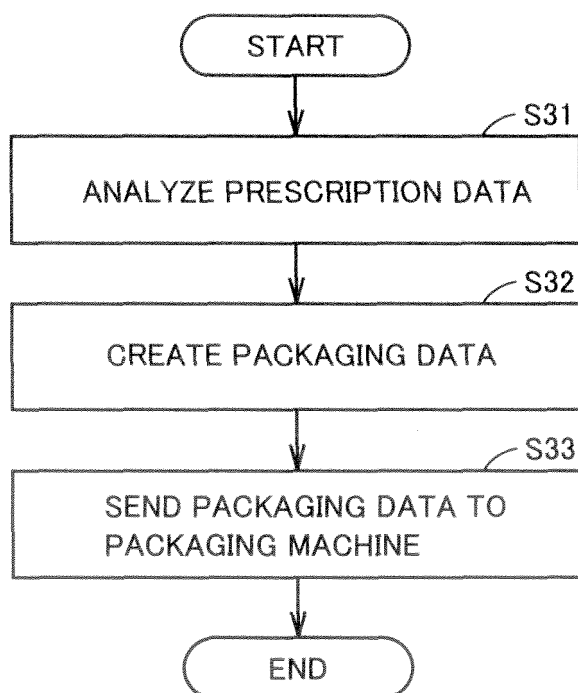 START
S31
ANALYZE PRESCRIPTION DATA
S32
CREATE PACKAGING DATA
S33
SEND PACKAGING DATA TO
PACKAGING MACHINE
END